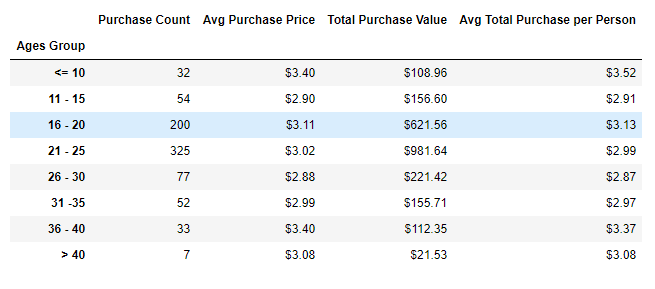 Purchase Count Avg Purchase Price Total Purchase Value Avg Total Purchase per Person
Ages Group
<= 10 32 $3.40 $108.96 $3.52
11 - 15 54 $2.90 $156.60 $2.91
16 - 20 200 $3.11 $621.56 $3.13
21 - 25 325 $3.02 $981.64 $2.99
26 - 30 77 $2.88 $221.42 $2.87
31 -35 52 $2.99 $155.71 $2.97
36 - 40 33 $3.40 $112.35 $3.37
> 40 7 $3.08 $21.53 $3.08